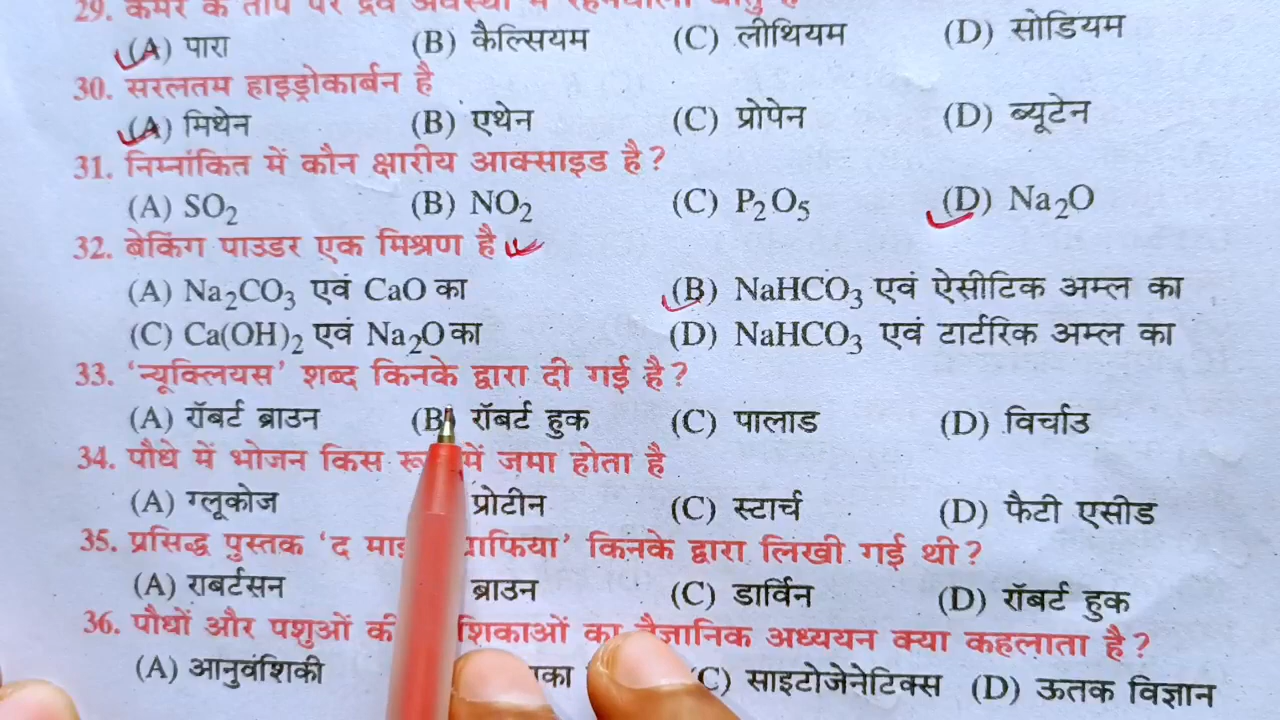 29. कमरे के ताप पर द्रव अवस्था में रहनेवाली धातु है
(A) पारा (B) कैल्सियम (C) लीथियम (D) सोडियम
30. सरलतम हाइड्रोकार्बन है
(A) मिथेन (B) एथेन (C) प्रोपेन (D) ब्यूटेन
31. निम्नांकित में कौन क्षारीय आक्साइड है ?
(A) SO₂ (B) NO₂ (C) P₂O₅ (D) Na₂O
32. बेकिंग पाउडर एक मिश्रण है
(A) Na₂CO₃ एवं CaO का (B) NaHCO₃ एवं ऐसीटिक अम्ल का
(C) Ca(OH)₂ एवं Na₂O का (D) NaHCO₃ एवं टार्टरिक अम्ल का
33. ‘न्यूक्लियस’ शब्द किनके द्वारा दी गई है ?
(A) रॉबर्ट ब्राउन (B) रॉबर्ट हुक (C) पालाड (D) विर्चाउ
34. पौधे में भोजन किस में जमा होता है
(A) ग्लूकोज प्रोटीन (C) स्टार्च (D) फैटी एसीड
35. प्रसिद्ध पुस्तक ‘द किनके द्वारा लिखी गई थी ?
(A) राबर्टसन ब्राउन (C) डार्विन (D) रॉबर्ट हुक
36. पौधों और पशुओं का वैज्ञानिक अध्ययन क्या कहलाता है ?
(A) आनुवंशिकी (C) साइटोजेनेटिक्स (D) ऊतक विज्ञान